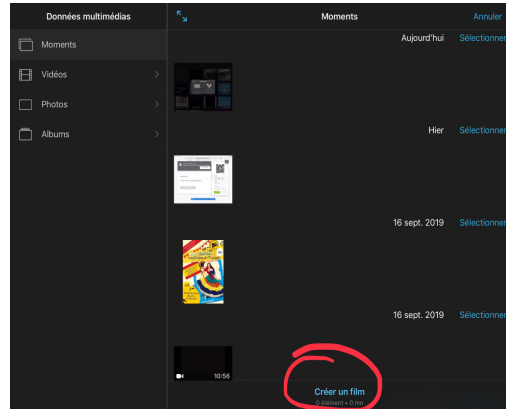 Données multimédias
Moments
Annuler
Moments
Vidéos
Photos
Albums
Aujourd'hui
Sélectionner
Hier
Sélectionner
16 sept. 2019
Sélectionner
16 sept. 2019
Sélectionner
10:56
Créer un film
0 élément • 0 mn